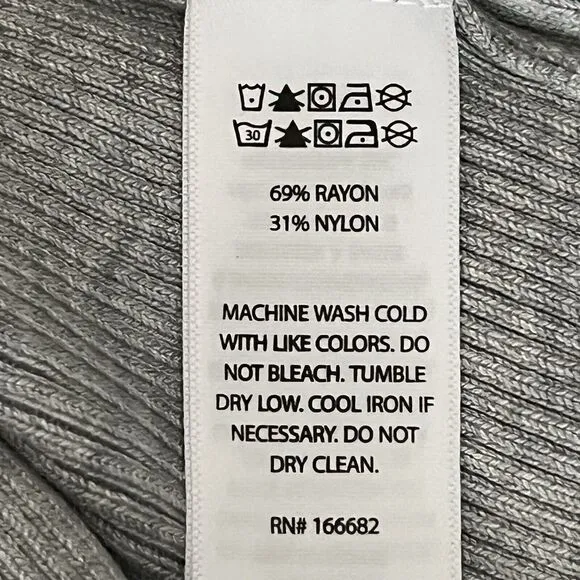 30
69% RAYON
31% NYLON
MACHINE WASH COLD
WITH LIKE COLORS. DO
NOT BLEACH. TUMBLE
DRY LOW. COOL IRON IF
NECESSARY. DO NOT
DRY CLEAN.
RN# 166682